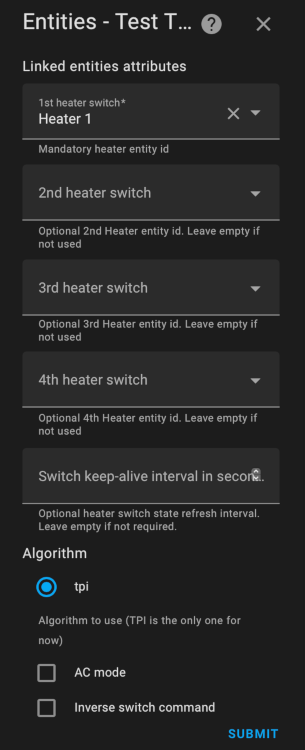 Entities - Test T...
Linked entities attributes
1st heater switch*
Heater 1
Mandatory heater entity id
2nd heater switch
Optional 2nd Heater entity id. Leave empty if
not used
3rd heater switch
Optional 3rd Heater entity id. Leave empty if
not used
4th heater switch
Optional 4th Heater entity id. Leave empty if
not used
Switch keep-alive interval in secon...
Optional heater switch state refresh interval.
Leave empty if not required.
Algorithm
tpi
Algorithm to use (TPI is the only one for
now)
AC mode
Inverse switch command
SUBMIT